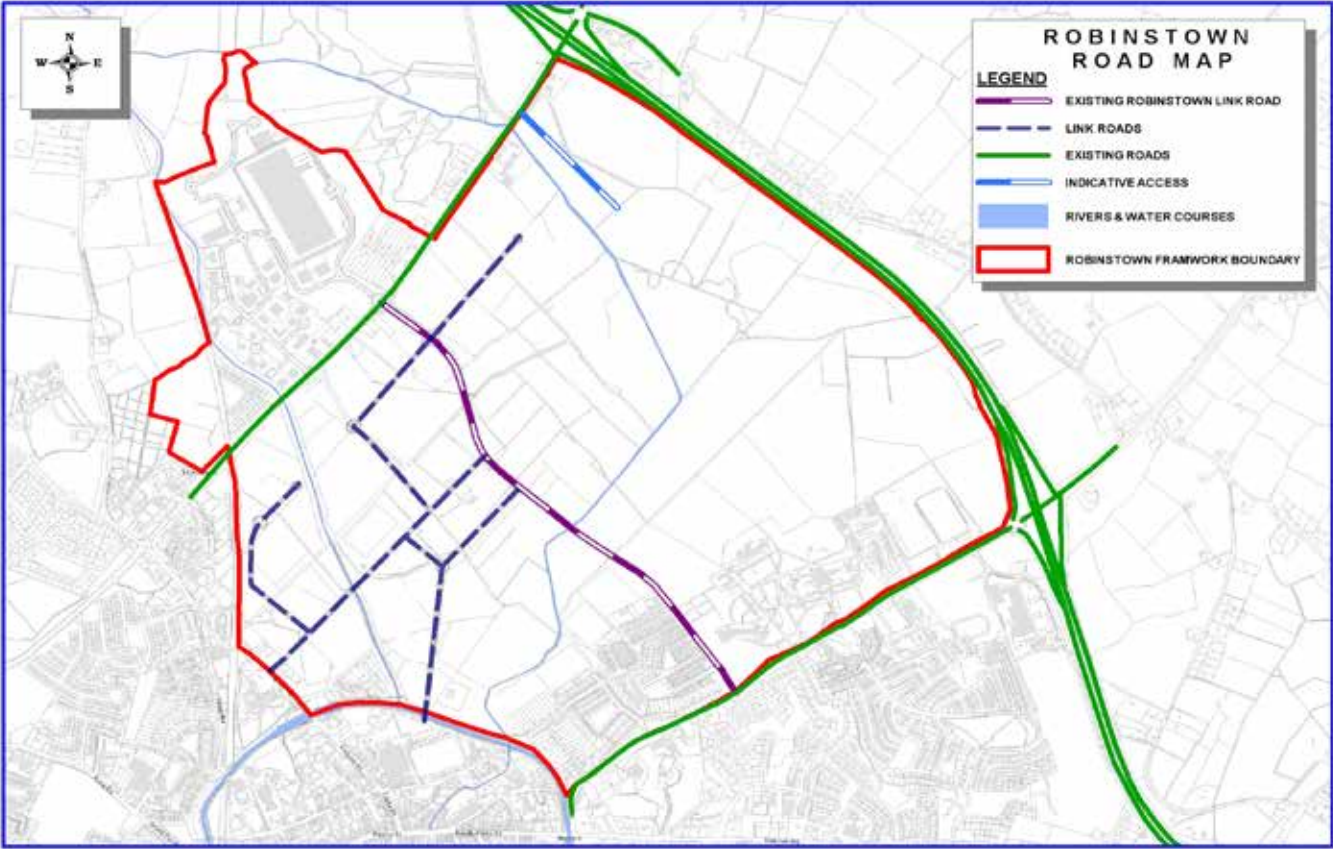 N
W E
S
ROBINSTOWN
ROAD MAP
LEGEND
EXISTING ROBINSTOWN LINK ROAD
LINK ROADS
EXISTING ROADS
INDICATIVE ACCESS
RIVERS & WATER COURSES
ROBINSTOWN FRAMWORK BOUNDARY